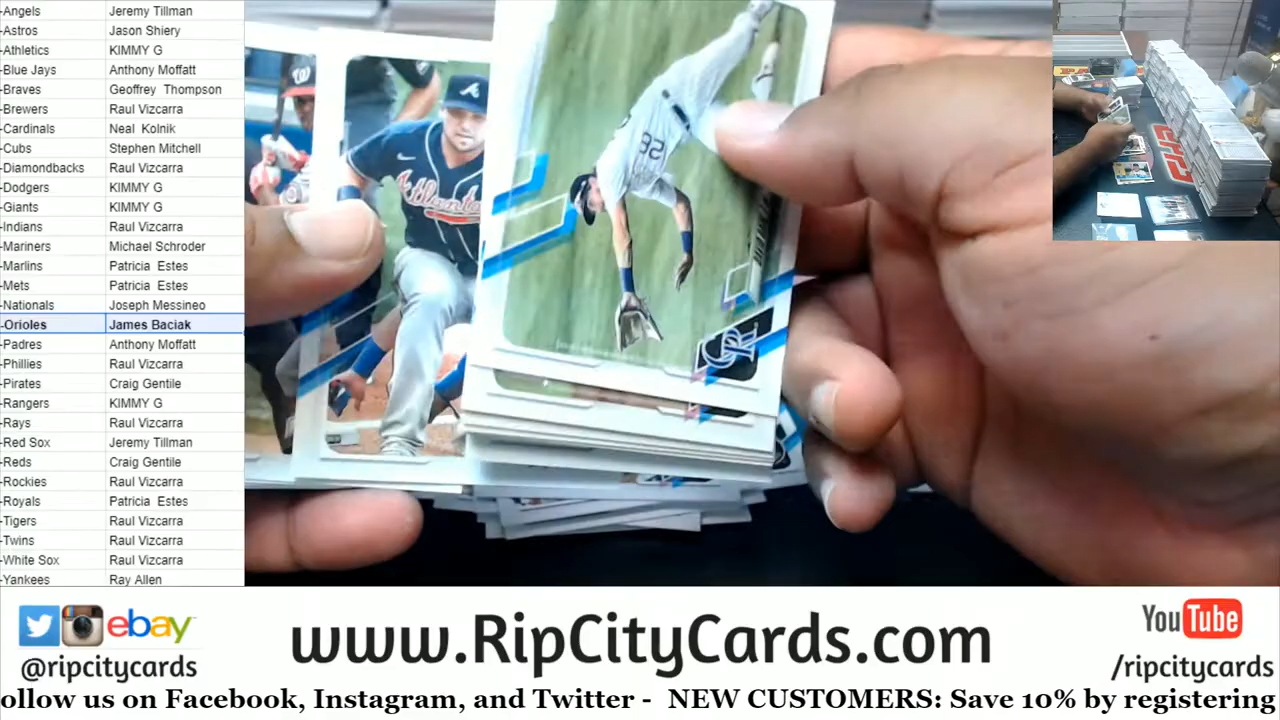 -Angels Jeremy Tillman
-Astros Jason Shiery
-Athletics KIMMY G
-Blue Jays Anthony Moffatt
-Braves Geoffrey Thompson
-Brewers Raul Vizcarra
-Cardinals Neal Kolnik
-Cubs Stephen Mitchell
-Diamondbacks Raul Vizcarra
-Dodgers KIMMY G
-Giants KIMMY G
-Indians Raul Vizcarra
-Mariners Michael Schroder
-Marlins Patricia Estes
-Mets Patricia Estes
-Nationals Joseph Messineo
-Orioles James Baciak
-Padres Anthony Moffatt
-Phillies Raul Vizcarra
-Pirates Craig Gentile
-Rangers KIMMY G
-Rays Raul Vizcarra
-Red Sox Jeremy Tillman
-Reds Craig Gentile
-Rockies Raul Vizcarra
-Royals Patricia Estes
-Tigers Raul Vizcarra
-Twins Raul Vizcarra
-White Sox Raul Vizcarra
-Yankees Ray Allen
W
A
Atlanta
CR
ebay
@ripcitycards
www.RipCityCards.com
YouTube
/ripcitycards
ollow us on Facebook, Instagram, and Twitter - NEW CUSTOMERS: Save 10% by registering